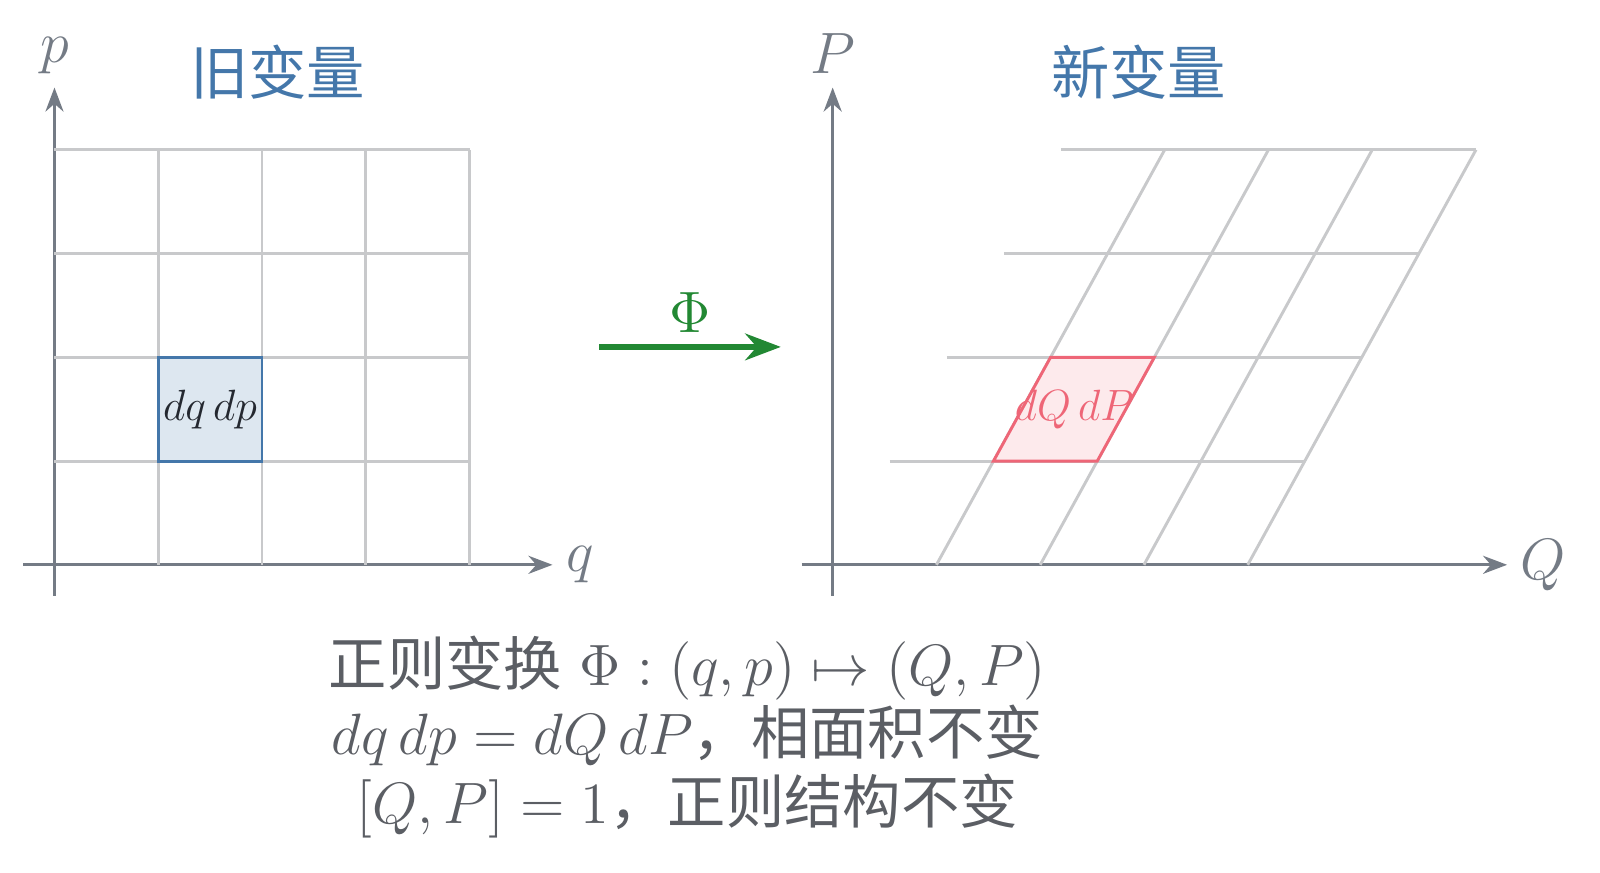 p
旧变量
P
新变量
Φ
dq dp
dQ dP
q
Q
正则变换 Φ : (q, p) ↦ (Q, P)
dq dp = dQ dP，相面积不变
[Q, P] = 1，正则结构不变